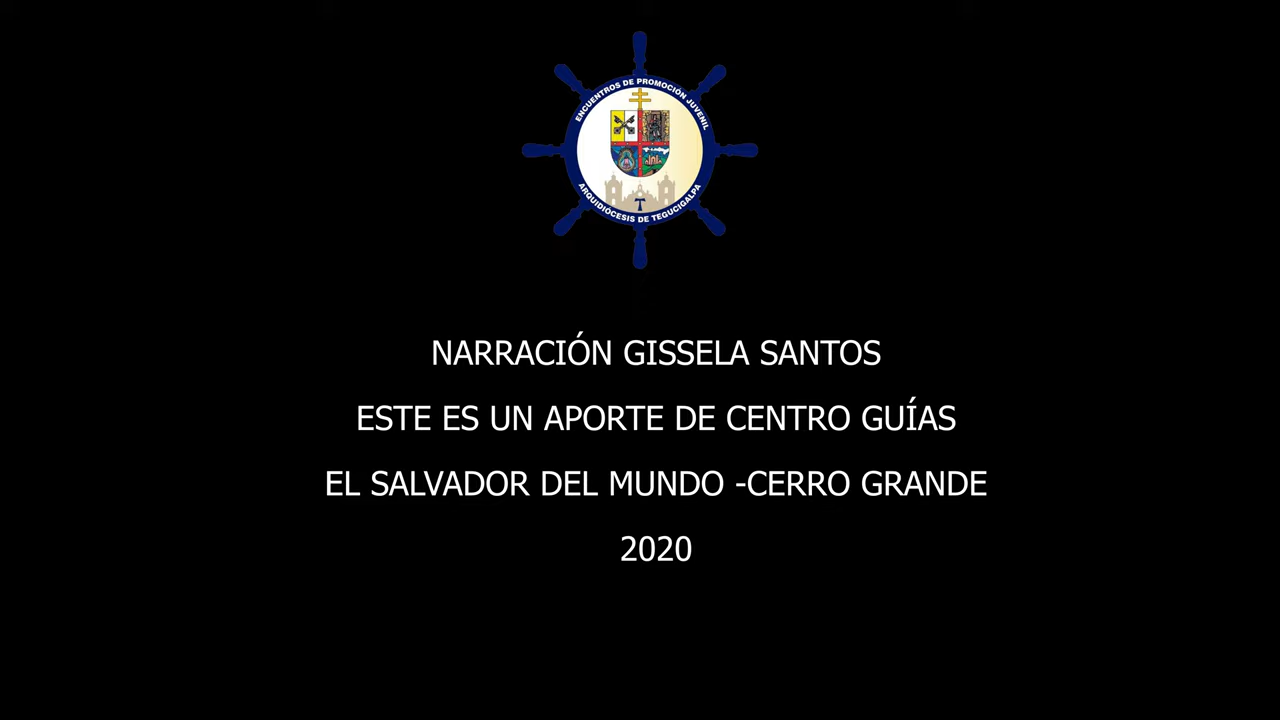 ENCUENTROS DE PROMOCIÓN JUVENIL
ARQUIDIÓCESIS DE TEGUCIGALPA
NARRACIÓN GISSELA SANTOS
ESTE ES UN APORTE DE CENTRO GUÍAS
EL SALVADOR DEL MUNDO -CERRO GRANDE
2020